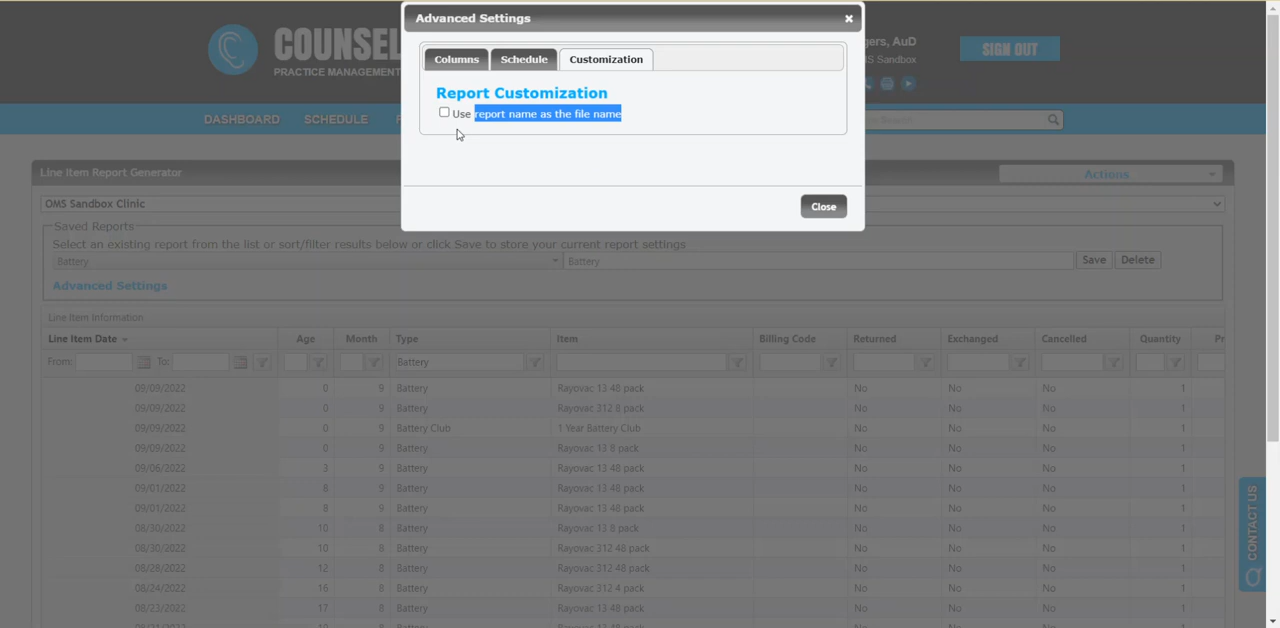 Advanced Settings
Columns Schedule Customization
Report Customization
Use report name as the file name
Close
COUNSEL
PRACTICE MANAGEMENT
gers, AuD
MS Sandbox
SIGN OUT
DASHBOARD SCHEDULE
Line Item Report Generator
Actions
OMS Sandbox Clinic
Saved Reports
Select an existing report from the list or sort/filter results below or click Save to store your current report settings
Battery Battery Save Delete
Advanced Settings
Line Item Information
Line Item Date Age Month Type Item Billing Code Returned Exchanged Cancelled Quantity Pr
From: To: Battery
09/09/2022 0 9 Battery Rayovac 13 48 pack No No No 1
09/09/2022 0 9 Battery Rayovac 312 8 pack No No No 1
09/09/2022 0 9 Battery Club 1 Year Battery Club No No No 1
09/09/2022 0 9 Battery Rayovac 13 8 pack No No No 1
09/06/2022 3 9 Battery Rayovac 13 48 pack No No No 1
09/01/2022 8 9 Battery Rayovac 13 48 pack No No No 1
09/01/2022 8 9 Battery Rayovac 13 48 pack No No No 1
08/30/2022 10 8 Battery Rayovac 13 8 pack No No No 1
08/30/2022 10 8 Battery Rayovac 312 48 pack No No No 1
08/28/2022 12 8 Battery Rayovac 312 48 pack No No No 1
08/24/2022 16 8 Battery Rayovac 312 4 pack No No No 1
08/23/2022 17 8 Battery Rayovac 13 48 pack No No No 1
CONTACT US